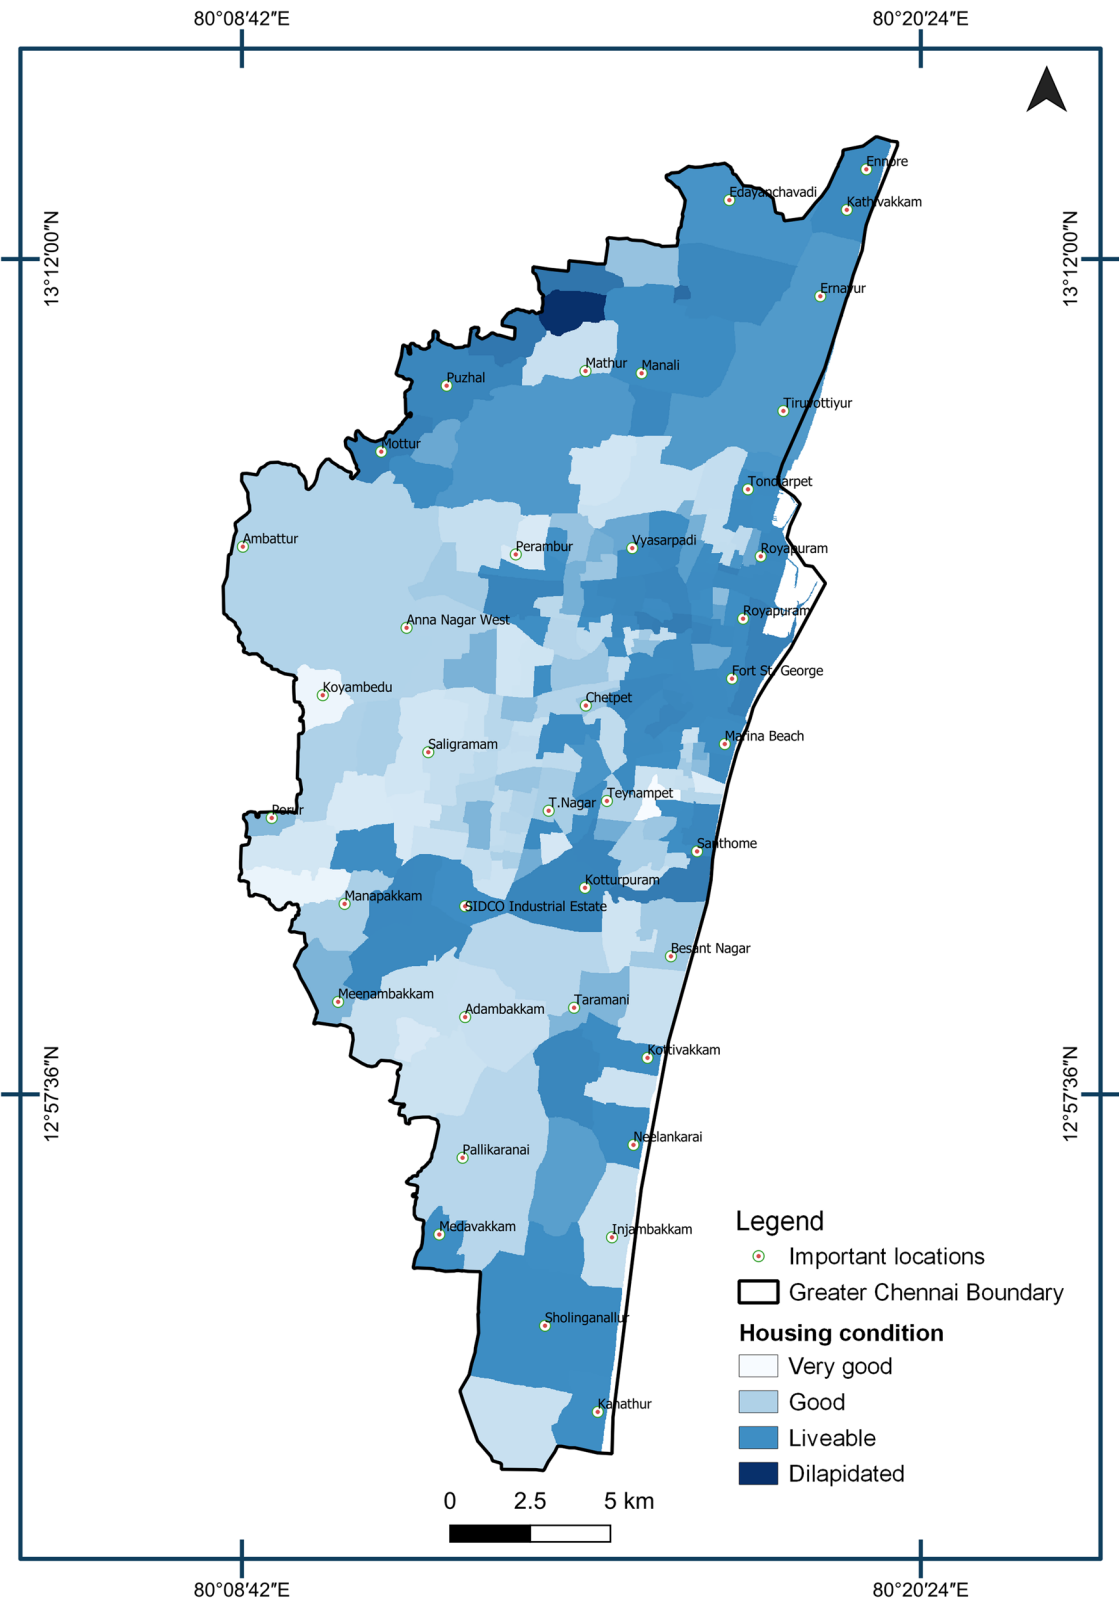 80°08′42″E
80°20′24″E
13°12′00″N
13°12′00″N
Ennore
Edayanchavadi
Kathivakkam
Ernavur
Mathur
Manali
Puzhal
Tiruvottiyur
Mottur
Tondiarpet
Ambattur
Perambur
Vyasarpadi
Royapuram
Royapuram
Anna Nagar West
Fort St. George
Koyambedu
Chetpet
Marina Beach
Saligramam
Teynampet
T.Nagar
Porur
Santhome
Kotturpuram
Manapakkam
SIDCO Industrial Estate
Besant Nagar
Meenambakkam
Taramani
Adambakkam
Kottivakkam
12°57′36″N
12°57′36″N
Neelankarai
Pallikaranai
Medavakkam
Injambakkam
Sholinganallur
Kanathur
Legend
Important locations
Greater Chennai Boundary
Housing condition
Very good
Good
Liveable
Dilapidated
0 2.5 5 km
80°08′42″E
80°20′24″E